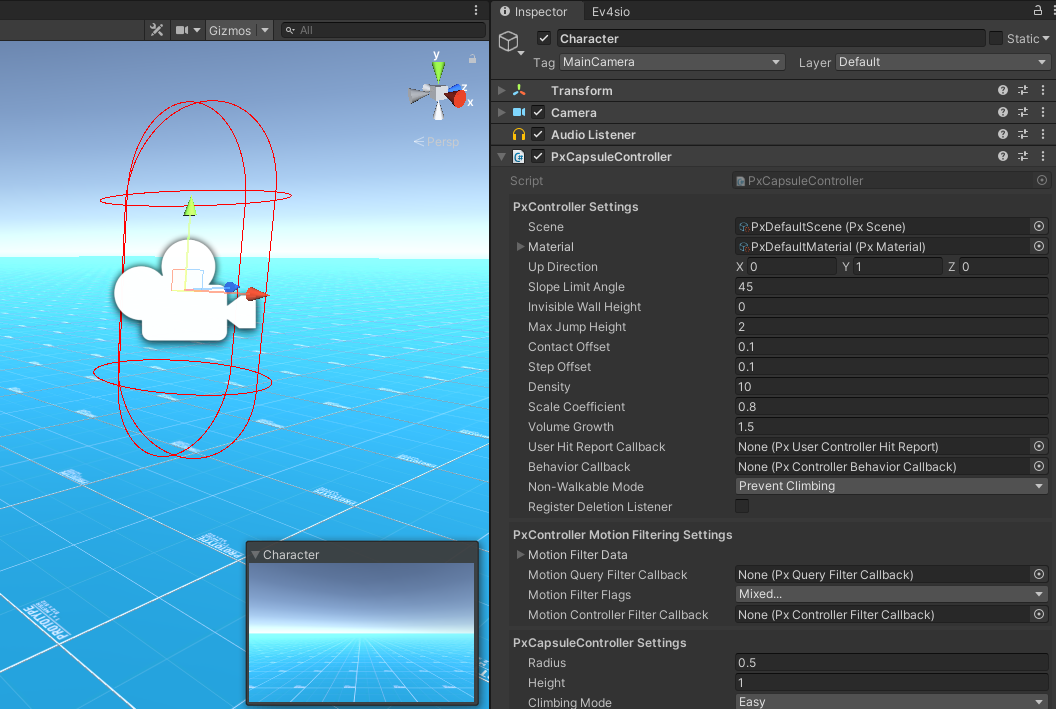 Inspector Ev4sio
Gizmos All
Character Static
Tag MainCamera Layer Default
Transform
Camera
Audio Listener
PxCapsuleController
Script PxCapsuleController
PxController Settings
Scene PxDefaultScene (Px Scene)
Material PxDefaultMaterial (Px Material)
Up Direction X 0 Y 1 Z 0
Slope Limit Angle 45
Invisible Wall Height 0
Max Jump Height 2
Contact Offset 0.1
Step Offset 0.1
Density 10
Scale Coefficient 0.8
Volume Growth 1.5
User Hit Report Callback None (Px User Controller Hit Report)
Behavior Callback None (Px Controller Behavior Callback)
Non-Walkable Mode Prevent Climbing
Register Deletion Listener
PxController Motion Filtering Settings
Motion Filter Data
Motion Query Filter Callback None (Px Query Filter Callback)
Motion Filter Flags Mixed...
Motion Controller Filter Callback None (Px Controller Filter Callback)
PxCapsuleController Settings
Radius 0.5
Height 1
Climbing Mode Easy
y
z
x
Persp
PROTOTYPE
Character